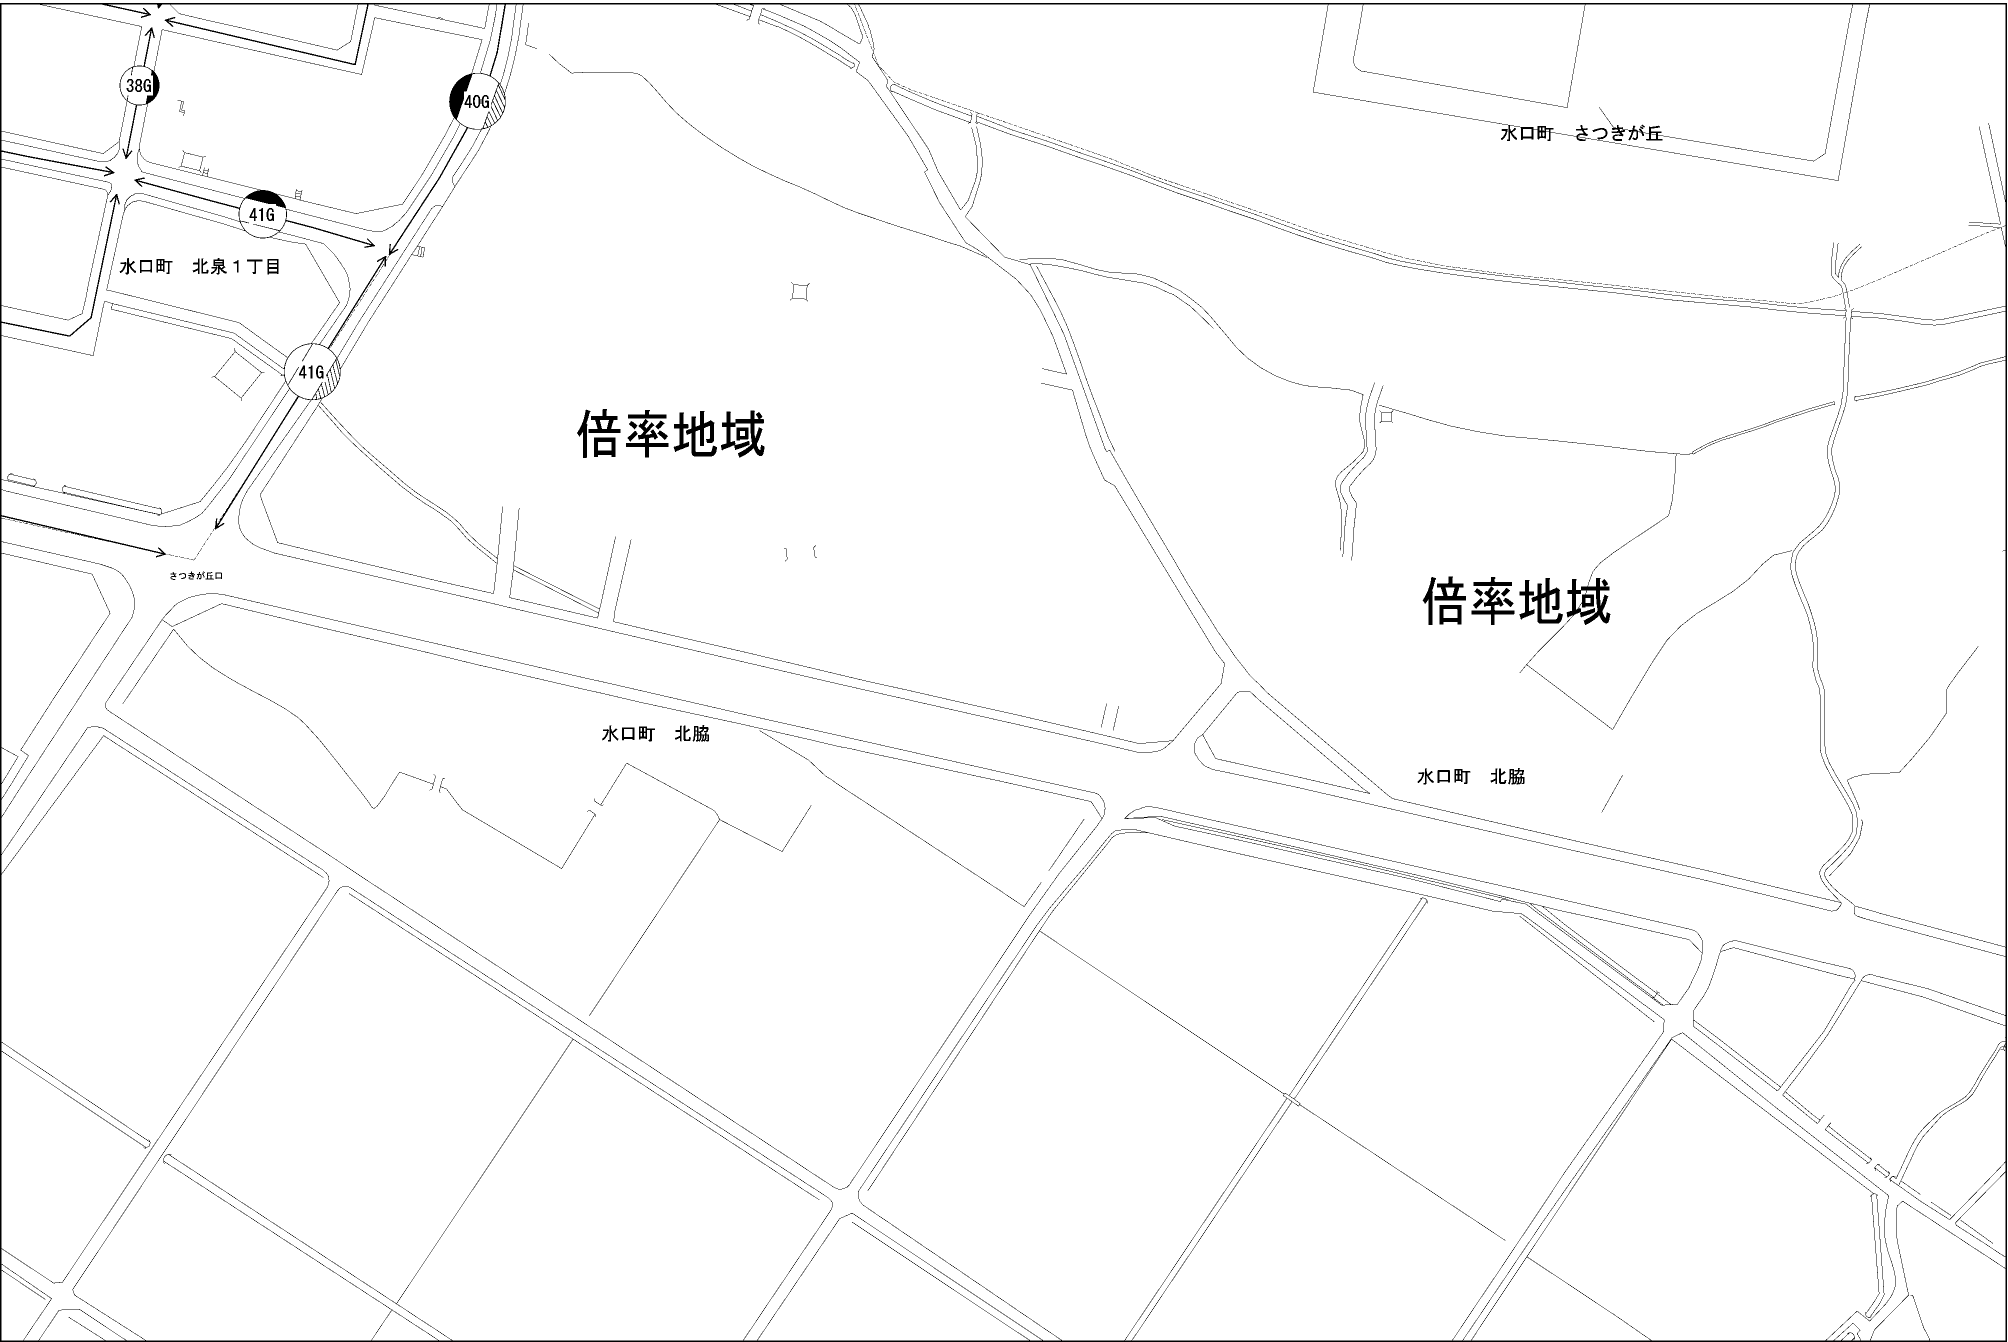 38G
40G
水口町　さつきが丘
41G
水口町　北泉１丁目
41G
倍率地域
さつきが丘口
倍率地域
水口町　北脇
水口町　北脇